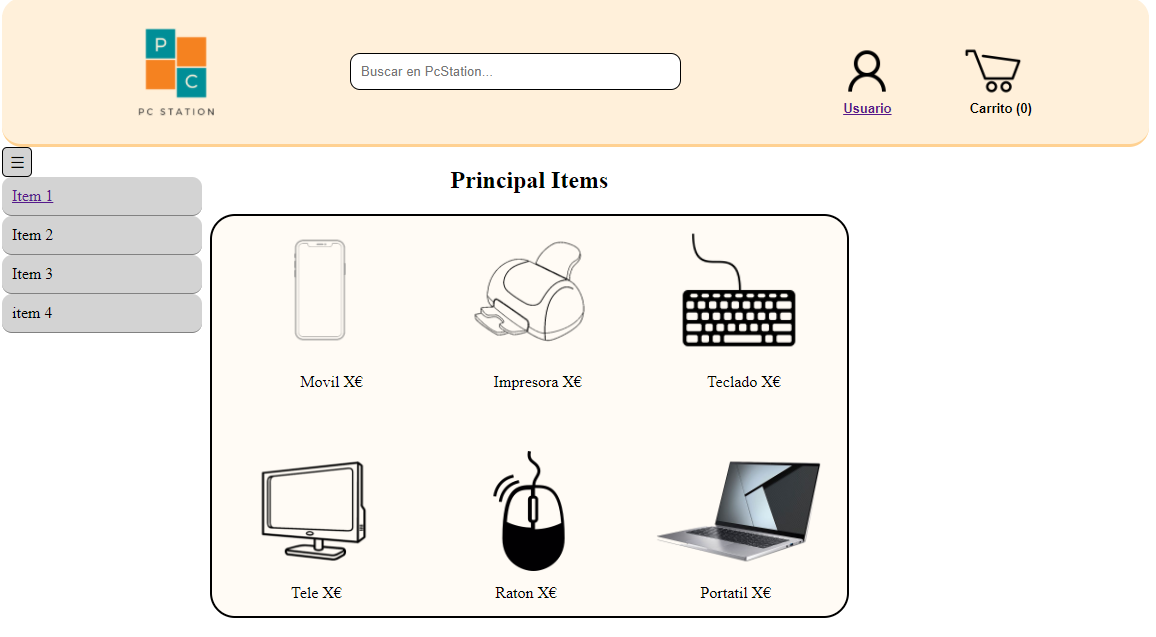 P
C
PC STATION
Buscar en PcStation...
Usuario
Carrito (0)
☰
Item 1
Item 2
Item 3
item 4
Principal Items
Movil X€
Impresora X€
Teclado X€
Tele X€
Raton X€
Portatil X€